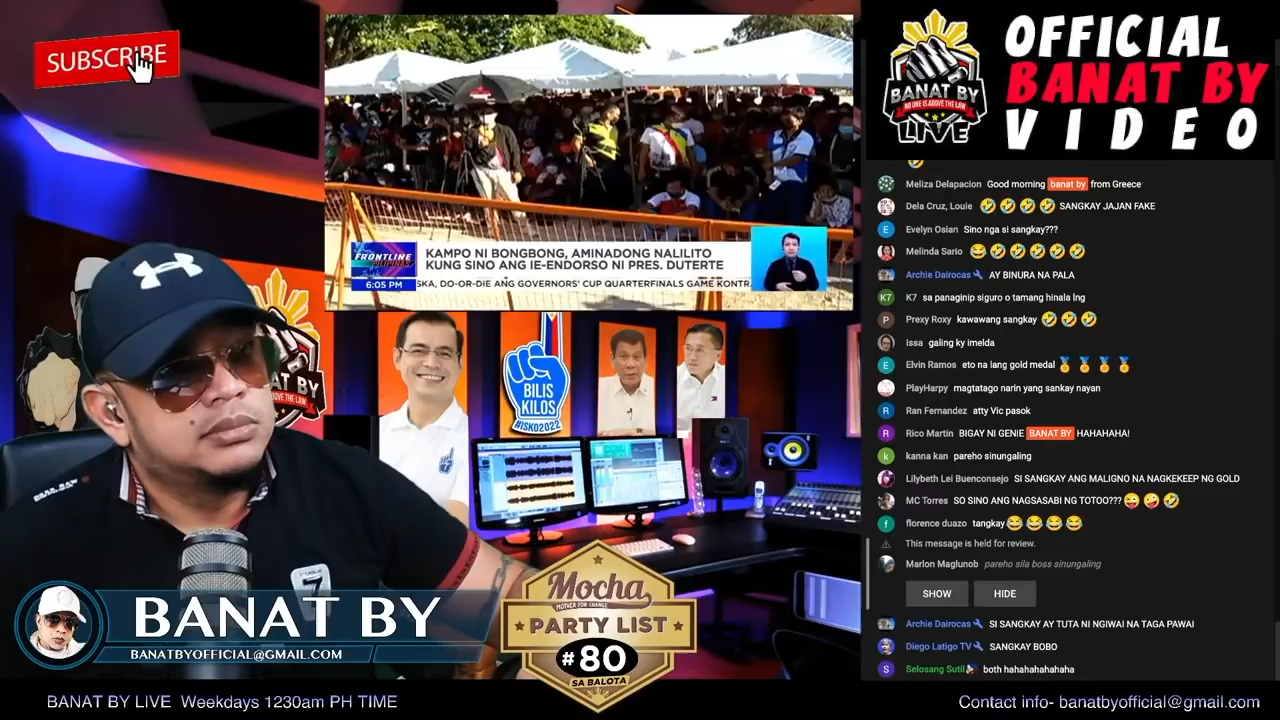 SUBSCRIBE
FRONTLINE
PILIPINAS
6:05 PM
KAMPO NI BONGBONG, AMINADONG NALILITO
KUNG SINO ANG IE-ENDORSO NI PRES. DUTERTE
SKA, DO-OR-DIE ANG GOVERNORS' CUP QUARTERFINALS GAME KONTR
BANAT BY
NO ONE IS ABOVE THE LAW
LIVE
OFFICIAL
BANAT BY
VIDEO
Meliza Delapacion Good morning banat by from Greece
Dela Cruz, Louie 🤣 🤣 🤣 🤣 SANGKAY JAJAN FAKE
Evelyn Osian Sino nga si sangkay???
Melinda Sario 😂 🤣 🤣 🤣 🤣
Archie Dairocas AY BINURA NA PALA
K7 K7 sa panaginip siguro o tamang hinala lng
P Prexy Roxy kawawang sangkay 🤣 🤣 🤣
Issa galing ky imelda
E Elvin Ramos eto na lang gold medal 🏅 🏅 🏅 🏅
PlayHarpy magtatago narin yang sankay nayan
R Ran Fernandez atty Vic pasok
R Rico Martin BIGAY NI GENIE BANAT BY HAHAHAHA!
k kanna kan pareho sinungaling
Lilybeth Lei Buenconsejo SI SANGKAY ANG MALIGNO NA NAGKEKEEP NG GOLD
MC Torres SO SINO ANG NAGSASABI NG TOTOO??? 😜 🤪 🤣
f florence duazo tangkay 😂 😂 😂 😂
This message is held for review.
Marlon Maglunob pareho sila boss sinungaling
SHOW HIDE
Archie Dairocas SI SANGKAY AY TUTA NI NGIWAI NA TAGA PAWAI
Diego Latigo TV SANGKAY BOBO
S Selosang Sutil both hahahahahahaha
AT BY
BOVE THE LAW
BILIS
KILOS
#ISKO2022
7
BANAT BY
BANATBYOFFICIAL@GMAIL.COM
Mocha
MOTHER FOR CHANGE
PARTY LIST
#80
SA BALOTA
BANAT BY LIVE Weekdays 1230am PH TIME
Contact info- banatbyofficial@gmail.com